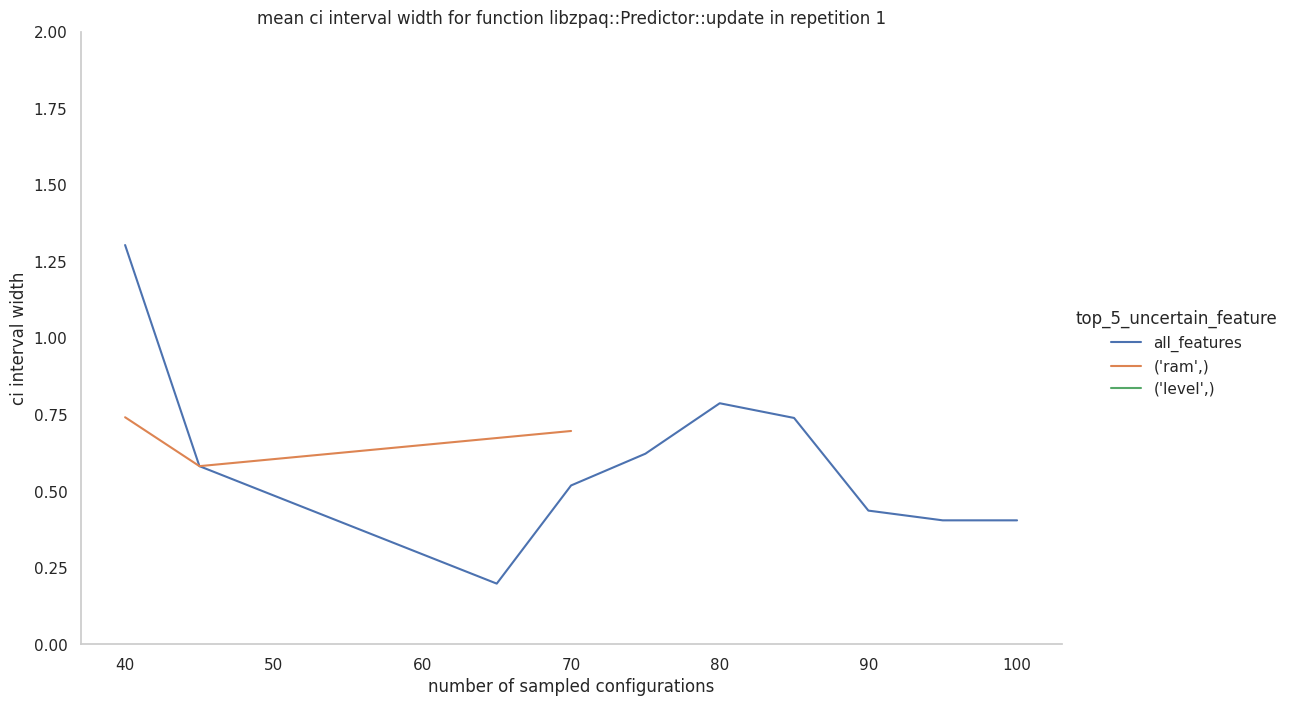 mean ci interval width for function libzpaq::Predictor::update in repetition 1
2.00
1.75
1.50
1.25
1.00
0.75
0.50
0.25
0.00
ci interval width
40
50
60
70
80
90
100
number of sampled configurations
top_5_uncertain_feature
all_features
('ram',)
('level',)